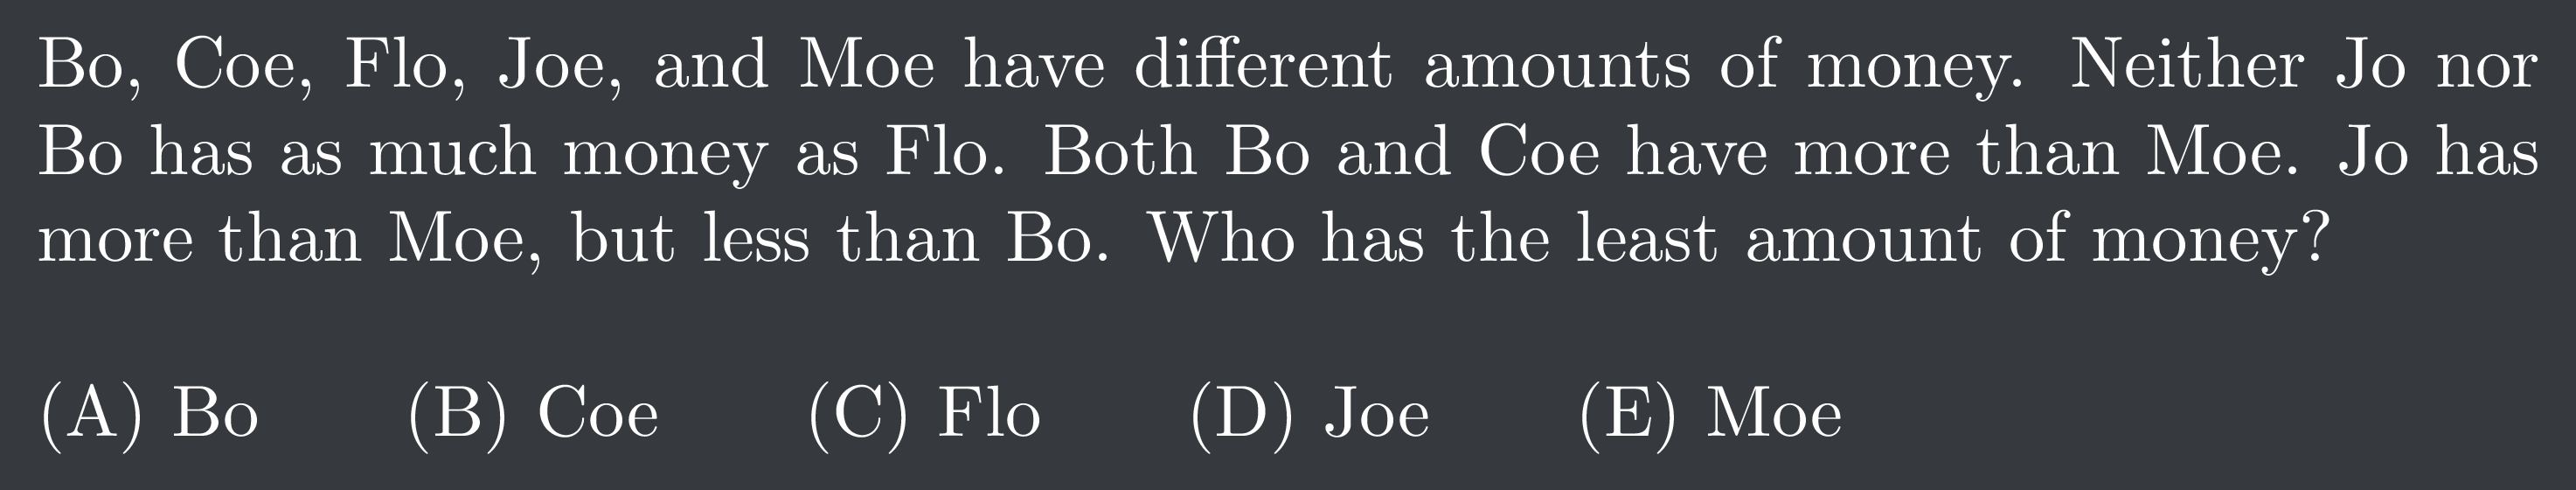 Bo, Coe, Flo, Joe, and Moe have different amounts of money. Neither Jo nor
Bo has as much money as Flo. Both Bo and Coe have more than Moe. Jo has
more than Moe, but less than Bo. Who has the least amount of money?
(A) Bo (B) Coe (C) Flo (D) Joe (E) Moe